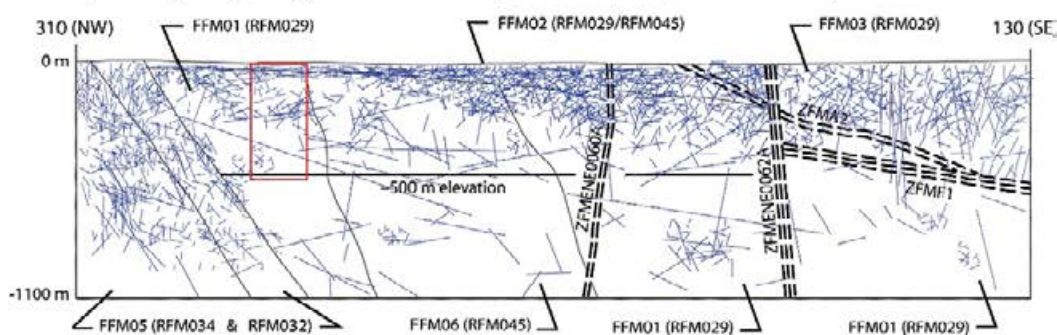 310 (NW)
FFM01 (RFM029)
FFM02 (RFM029/RFM045)
FFM03 (RFM029)
130 (SE)
0 m
ZFMA2
ZFMENE0060A
ZFMENE0062A
ZFMF1
-500 m elevation
-1100 m
FFM05 (RFM034 & RFM032)
FFM06 (RFM045)
FFM01 (RFM029)
FFM01 (RFM029)